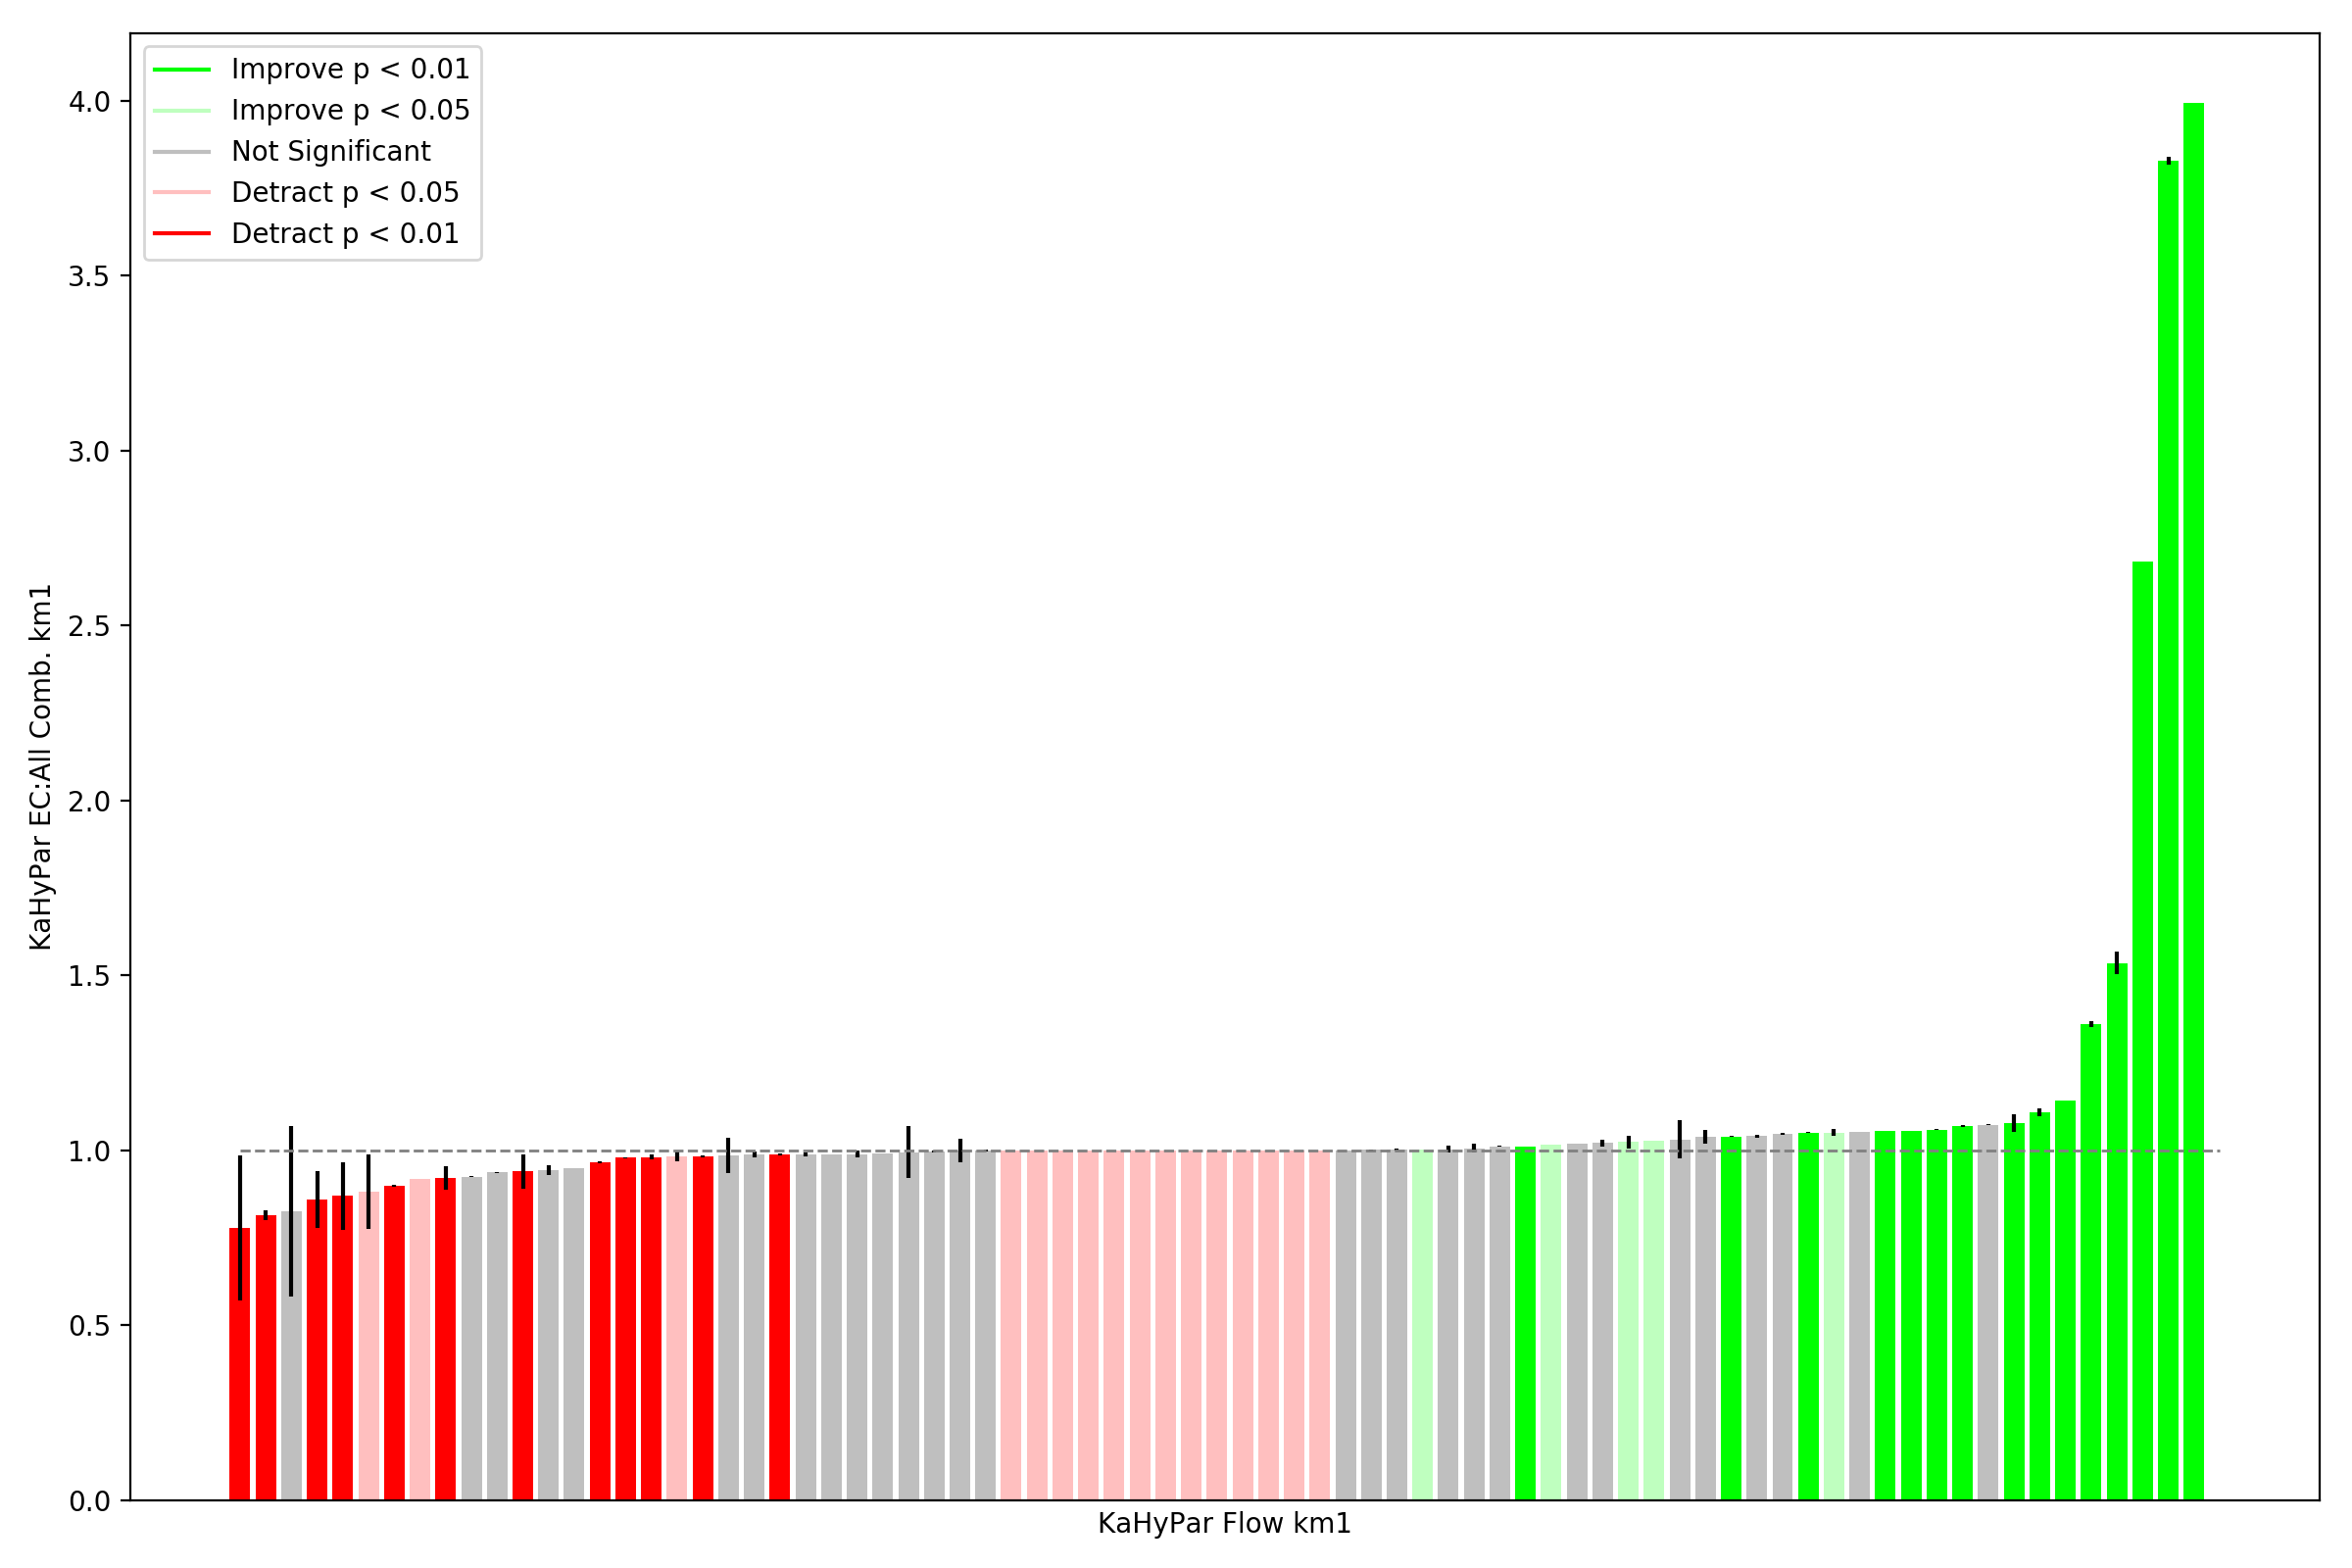 Improve p < 0.01
Improve p < 0.05
Not Significant
Detract p < 0.05
Detract p < 0.01
4.0
3.5
3.0
2.5
2.0
1.5
1.0
0.5
0.0
KaHyPar EC:All Comb. km1
KaHyPar Flow km1